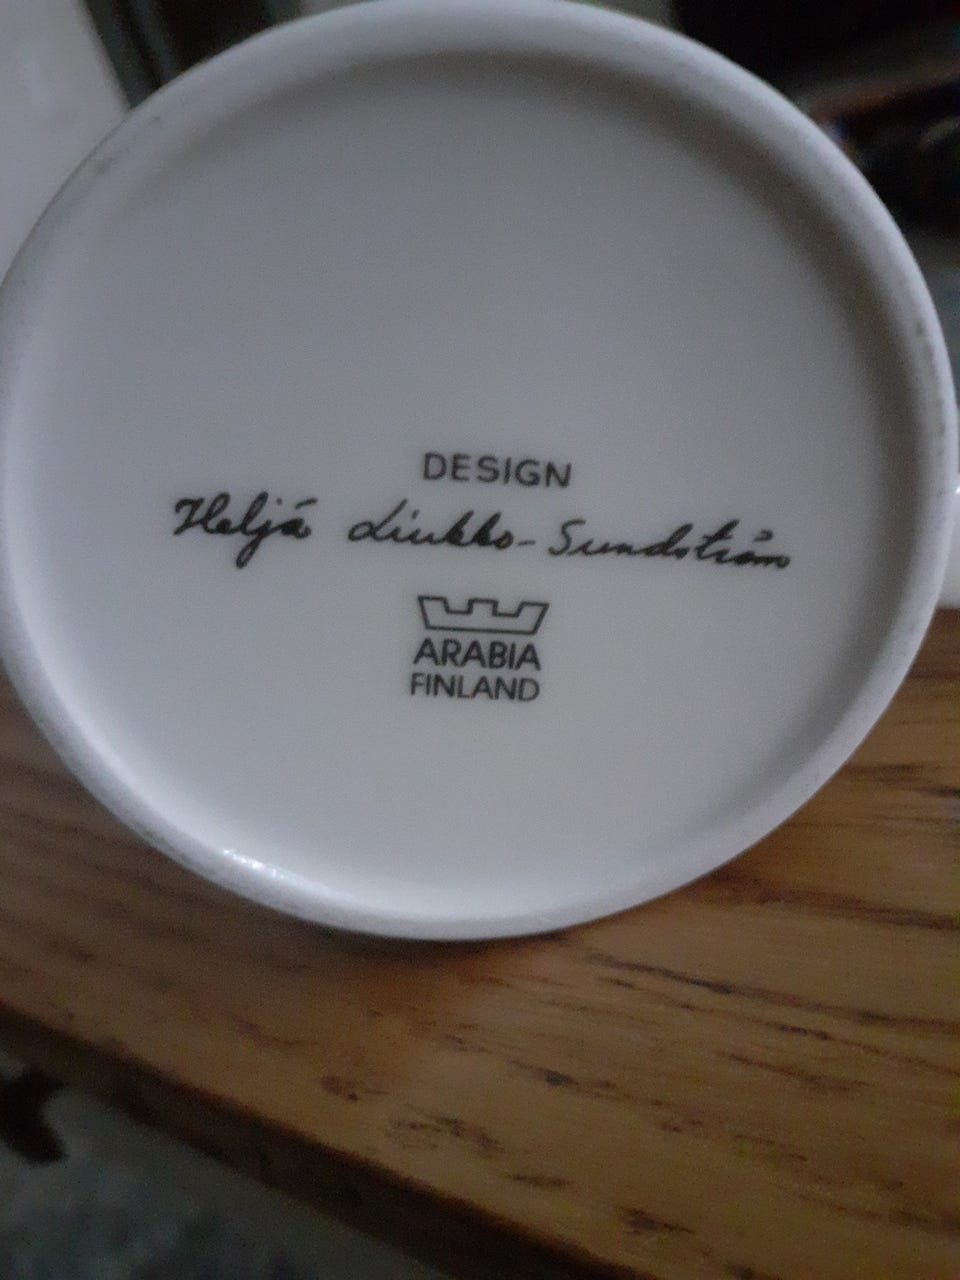 DESIGN
Heljä Liukko-Sundström
ARABIA
FINLAND